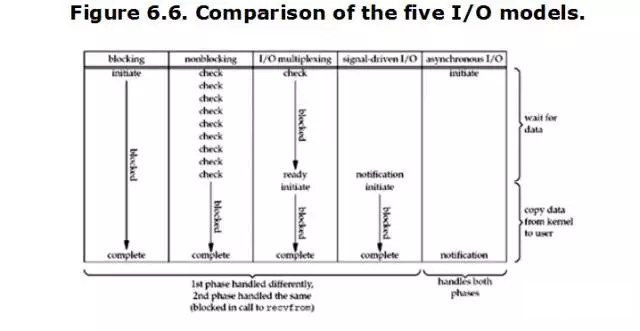 Figure 6.6. Comparison of the five I/O models.
blocking nonblocking I/O multiplexing signal-driven I/O asynchronous I/O
initiate check check initiate
check
check
check
check
check
check
check ready notification
initiate initiate
blocked
blocked
blocked
blocked
blocked
complete complete complete complete notification
wait for
data
copy data
from kernel
to user
1st phase handled differently,
2nd phase handled the same
(blocked in call to recvfrom)
handles both
phases